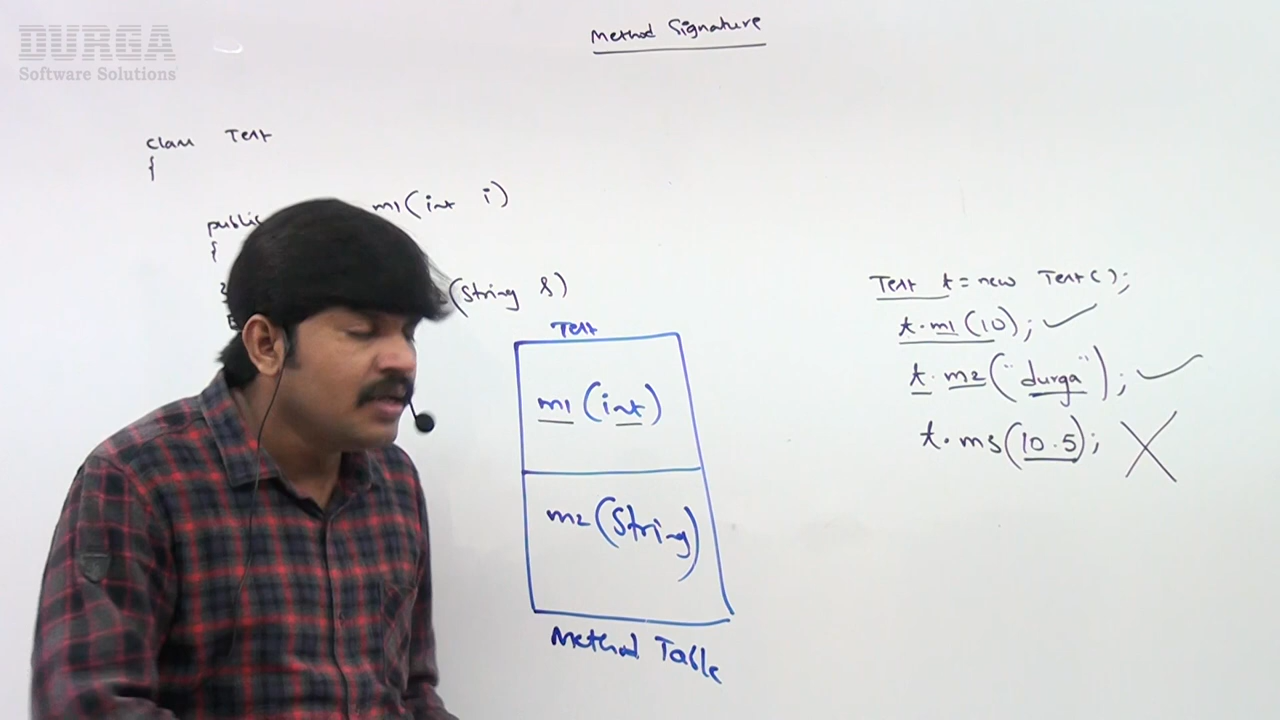 DURGA
Software Solutions
Method Signature
class Test
{
public m1(int i)
{
(String s)
Test
m1(int)
m2(String)
Method Table
Test t = new Test();
t.m1(10);
t.m2("durga");
t.m3(10.5);